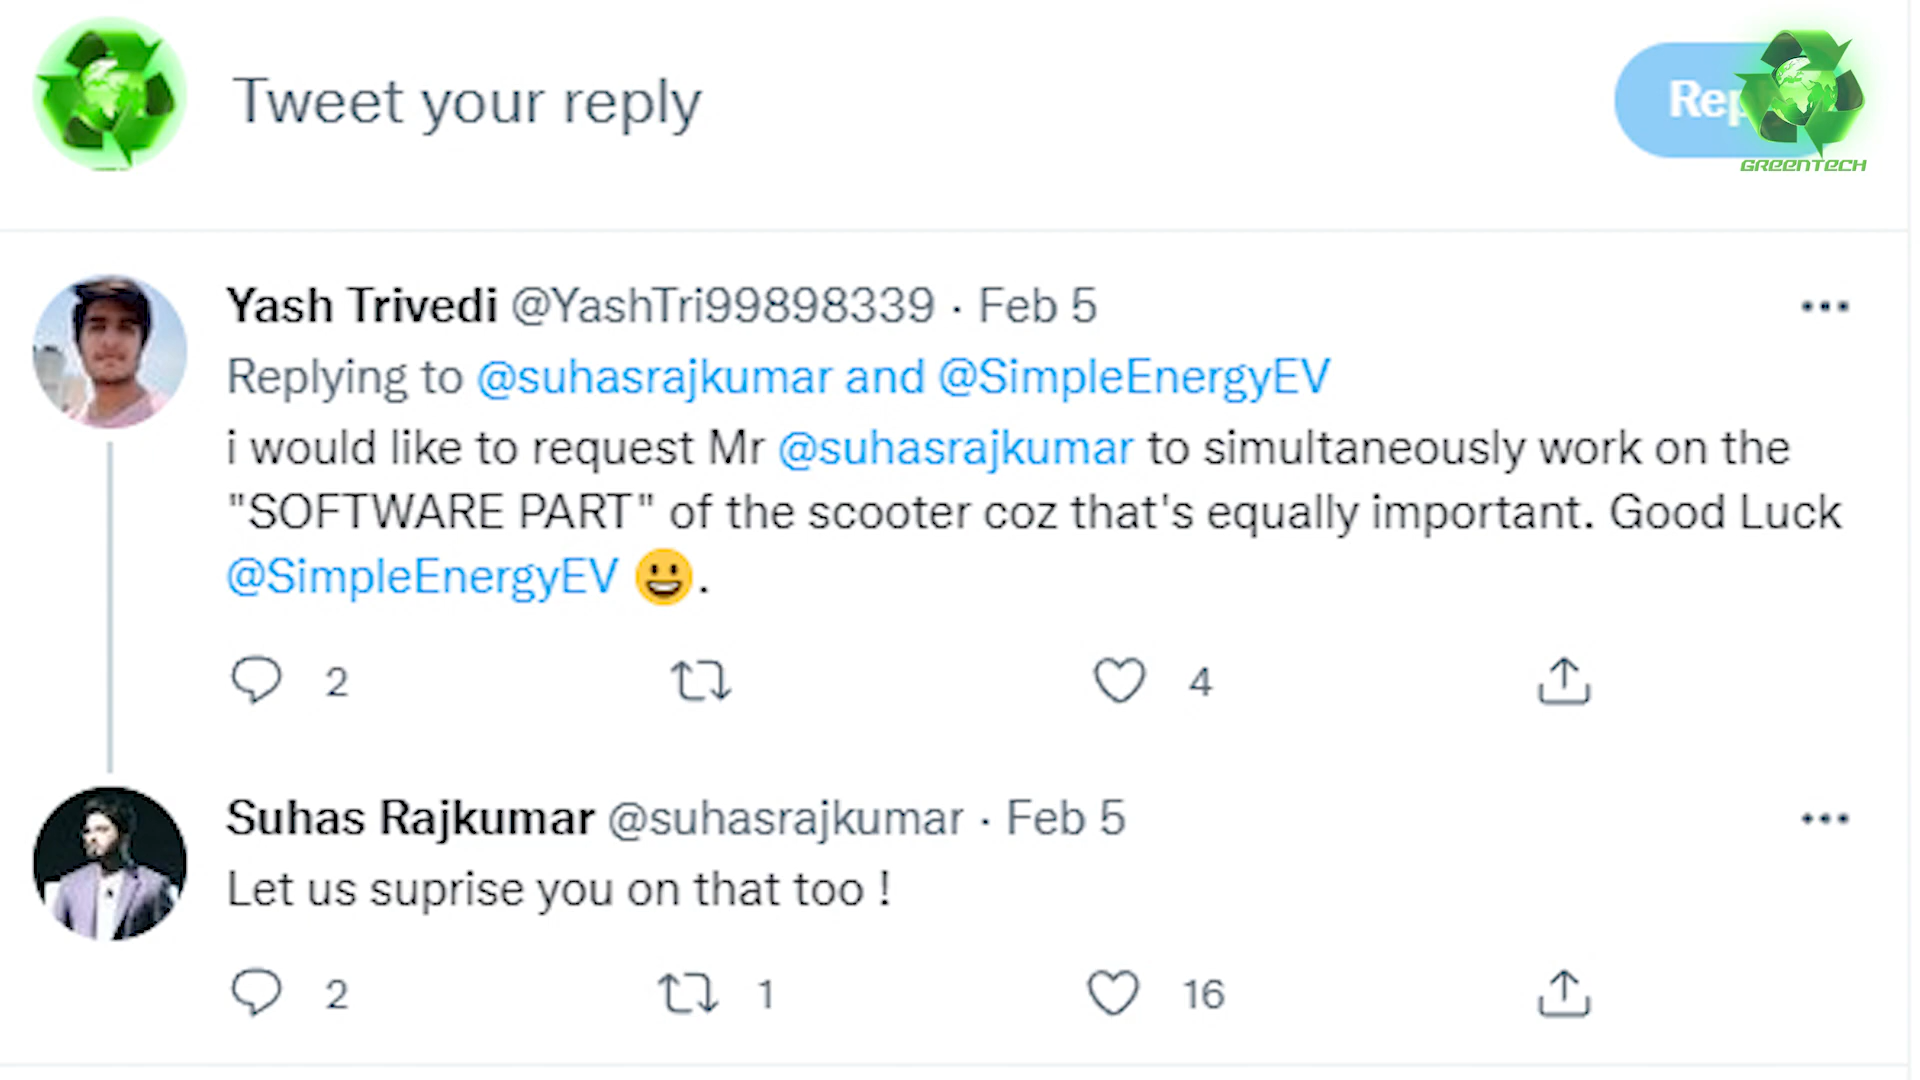 Tweet your reply
Rep
GREENTECH
Yash Trivedi @YashTri99898339 · Feb 5
Replying to @suhasrajkumar and @SimpleEnergyEV
i would like to request Mr @suhasrajkumar to simultaneously work on the
"SOFTWARE PART" of the scooter coz that's equally important. Good Luck
@SimpleEnergyEV 😀.
2 4
Suhas Rajkumar @suhasrajkumar · Feb 5
Let us suprise you on that too !
2 1 16